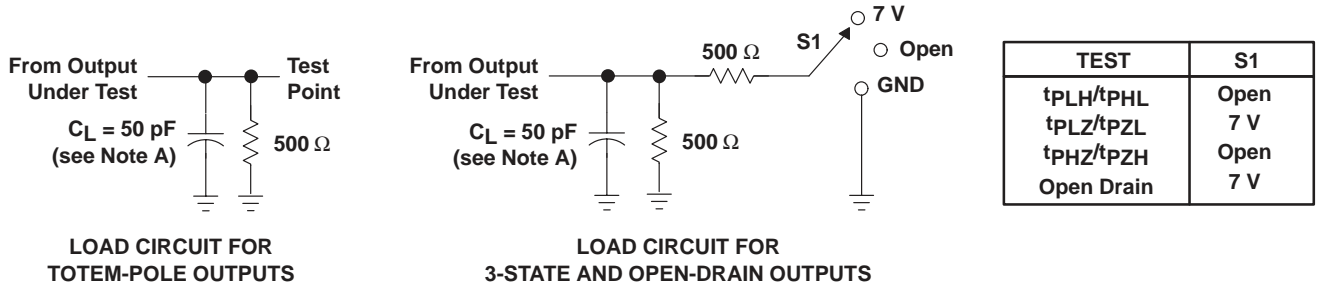 From Output
Under Test
Test
Point
CL = 50 pF
(see Note A)
500 Ω
LOAD CIRCUIT FOR
TOTEM-POLE OUTPUTS
From Output
Under Test
500 Ω
S1
7 V
Open
GND
CL = 50 pF
(see Note A)
500 Ω
LOAD CIRCUIT FOR
3-STATE AND OPEN-DRAIN OUTPUTS
TEST S1
tPLH/tPHL Open
tPLZ/tPZL 7 V
tPHZ/tPZH Open
Open Drain 7 V